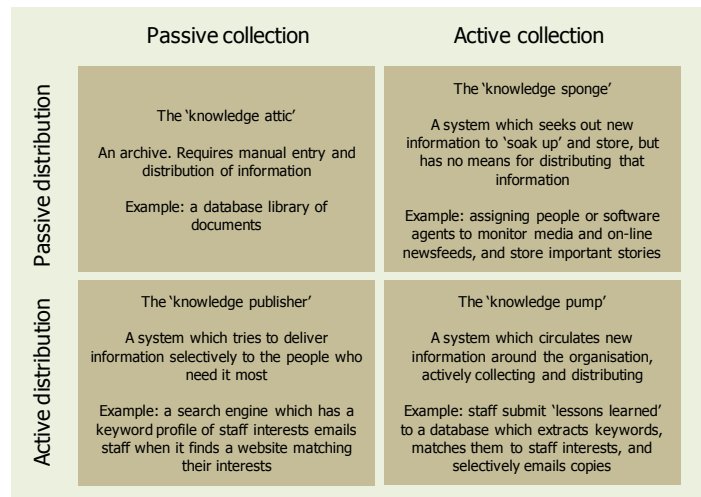 Passive collection
Active collection
Passive distribution
The ‘knowledge attic’
An archive. Requires manual entry and
distribution of information
Example: a database library of
documents
The ‘knowledge sponge’
A system which seeks out new
information to ‘soak up’ and store, but
has no means for distributing that
information
Example: assigning people or software
agents to monitor media and on-line
newsfeeds, and store important stories
Active distribution
The ‘knowledge publisher’
A system which tries to deliver
information selectively to the people who
need it most
Example: a search engine which has a
keyword profile of staff interests emails
staff when it finds a website matching
their interests
The ‘knowledge pump’
A system which circulates new
information around the organisation,
actively collecting and distributing
Example: staff submit ‘lessons learned’
to a database which extracts keywords,
matches them to staff interests, and
selectively emails copies